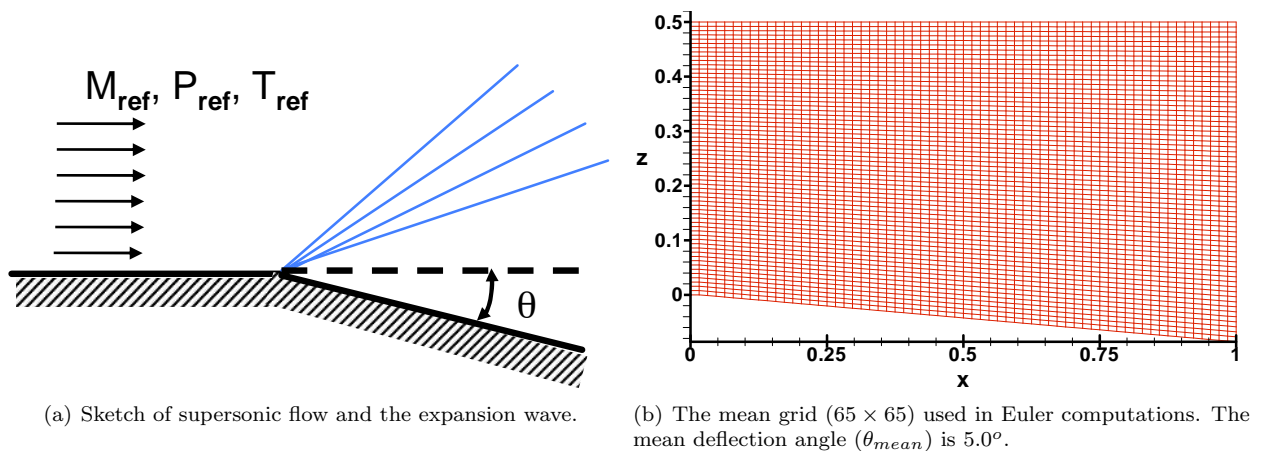 M_ref, P_ref, T_ref
θ
0.5
0.4
0.3
z
0.2
0.1
0
0 0.25 0.5 0.75 1
x
(a) Sketch of supersonic flow and the expansion wave.
(b) The mean grid (65 × 65) used in Euler computations. The
mean deflection angle (θ_mean) is 5.0°.